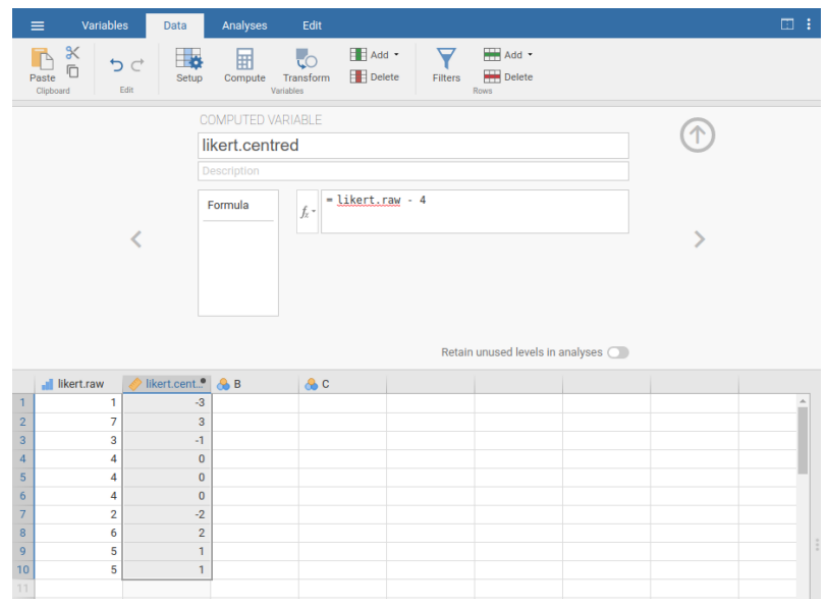 Variables Data Analyses Edit
Paste Setup Compute Transform Add Delete Filters Add Delete
Clipboard Edit Variables Rows
COMPUTED VARIABLE
likert.centred
Description
Formula
fx
= likert.raw - 4
Retain unused levels in analyses
likert.raw likert.cent... B C
1 1 -3
2 7 3
3 3 -1
4 4 0
5 4 0
6 4 0
7 2 -2
8 6 2
9 5 1
10 5 1
11